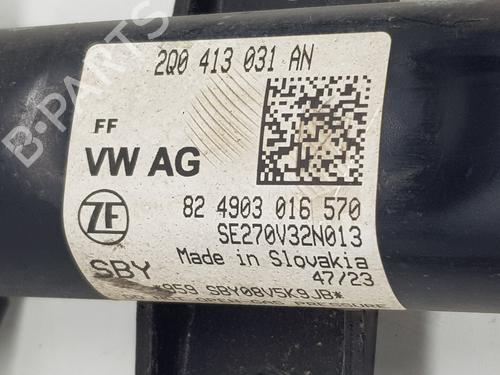 2Q0 413 031 AN
FF
VW AG
ZF
82 4903 016 570
SE270V32N013
Made in Slovakia
SBY
47/23
*959 SBY08V5K9JB*
B-PARTS